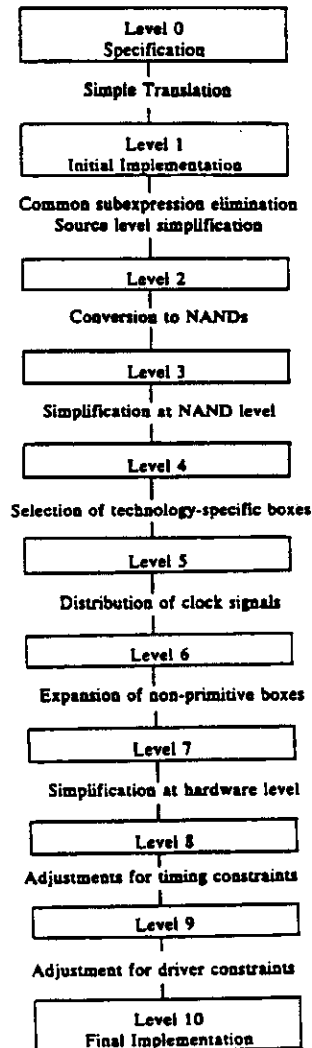 Level 0
Specification
Simple Translation
Level 1
Initial Implementation
Common subexpression elimination
Source level simplification
Level 2
Conversion to NANDs
Level 3
Simplification at NAND level
Level 4
Selection of technology-specific boxes
Level 5
Distribution of clock signals
Level 6
Expansion of non-primitive boxes
Level 7
Simplification at hardware level
Level 8
Adjustments for timing constraints
Level 9
Adjustment for driver constraints
Level 10
Final Implementation